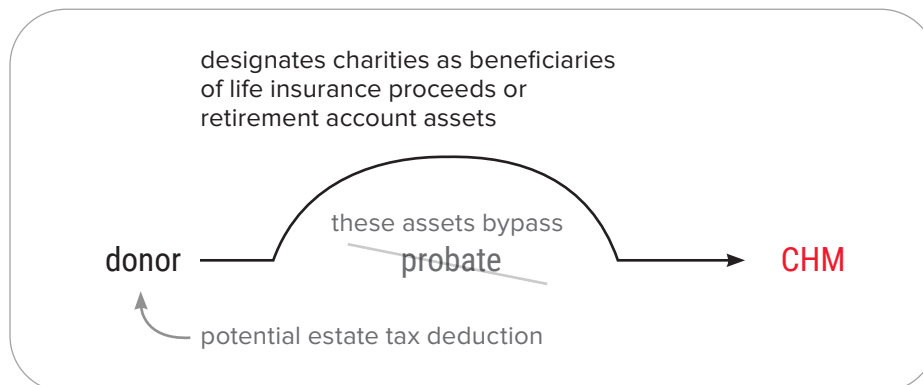 designates charities as beneficiaries
of life insurance proceeds or
retirement account assets
these assets bypass
donor
probate
CHM
potential estate tax deduction